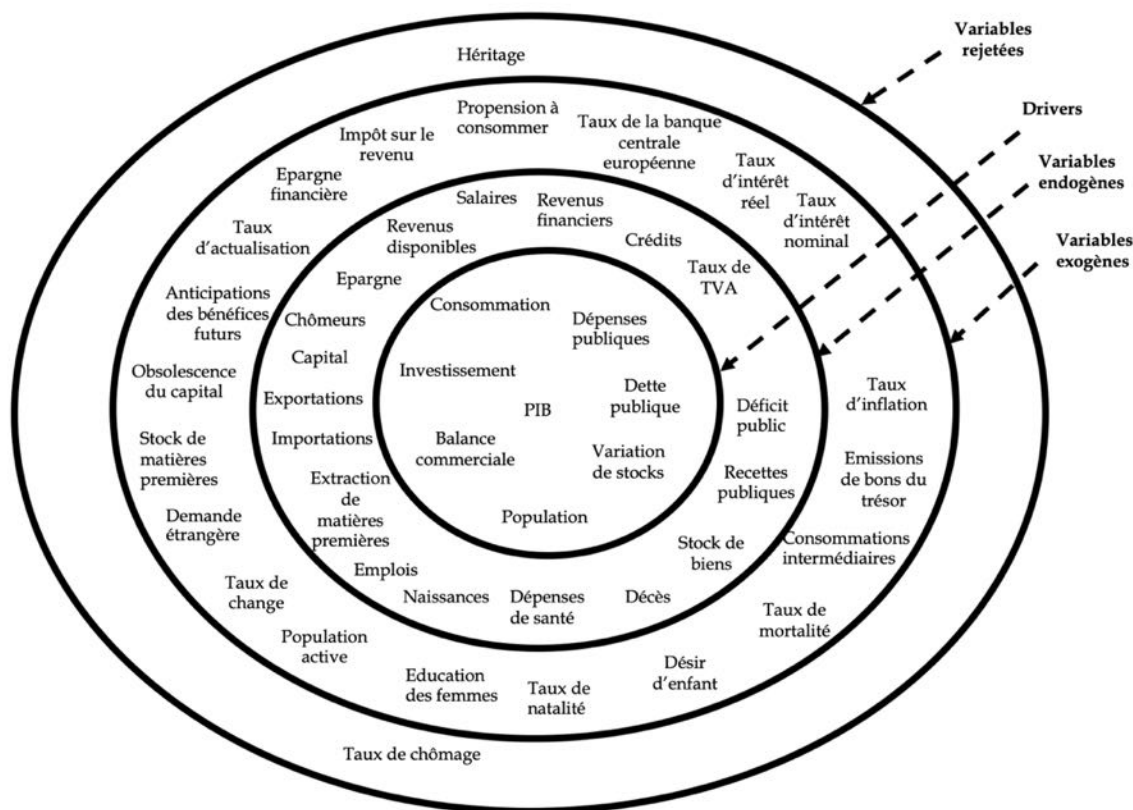 Héritage
Variables
rejetées
Drivers
Variables
endogènes
Variables
exogènes
Propension à
consommer
Impôt sur le
revenu
Taux de la banque
centrale
européenne
Epargne
financière
Taux
d'intérêt
réel
Taux
d'intérêt
nominal
Taux
d'actualisation
Anticipations
des bénéfices
futurs
Obsolescence
du capital
Stock de
matières
premières
Demande
étrangère
Taux de
change
Population
active
Education
des femmes
Taux de
natalité
Désir
d'enfant
Taux de
mortalité
Consommations
intermédiaires
Emissions
de bons du
trésor
Taux
d'inflation
Salaires
Revenus
financiers
Revenus
disponibles
Crédits
Taux de
TVA
Epargne
Chômeurs
Capital
Exportations
Importations
Extraction
de
matières
premières
Emplois
Naissances
Dépenses
de santé
Décès
Stock de
biens
Recettes
publiques
Déficit
public
Consommation
Dépenses
publiques
Investissement
Dette
publique
PIB
Balance
commerciale
Variation
de stocks
Population
Taux de chômage